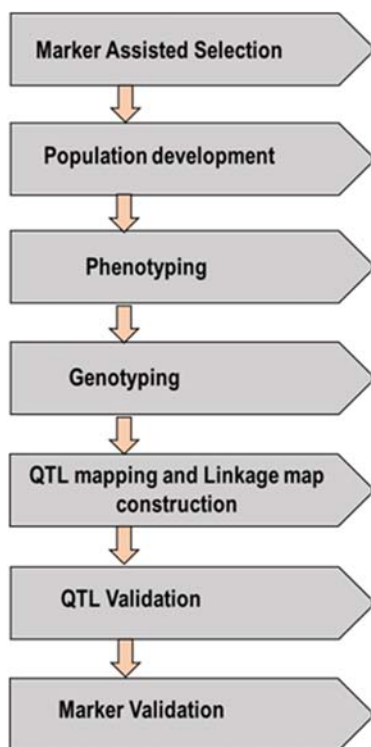 Marker Assisted Selection
Population development
Phenotyping
Genotyping
QTL mapping and Linkage map
construction
QTL Validation
Marker Validation